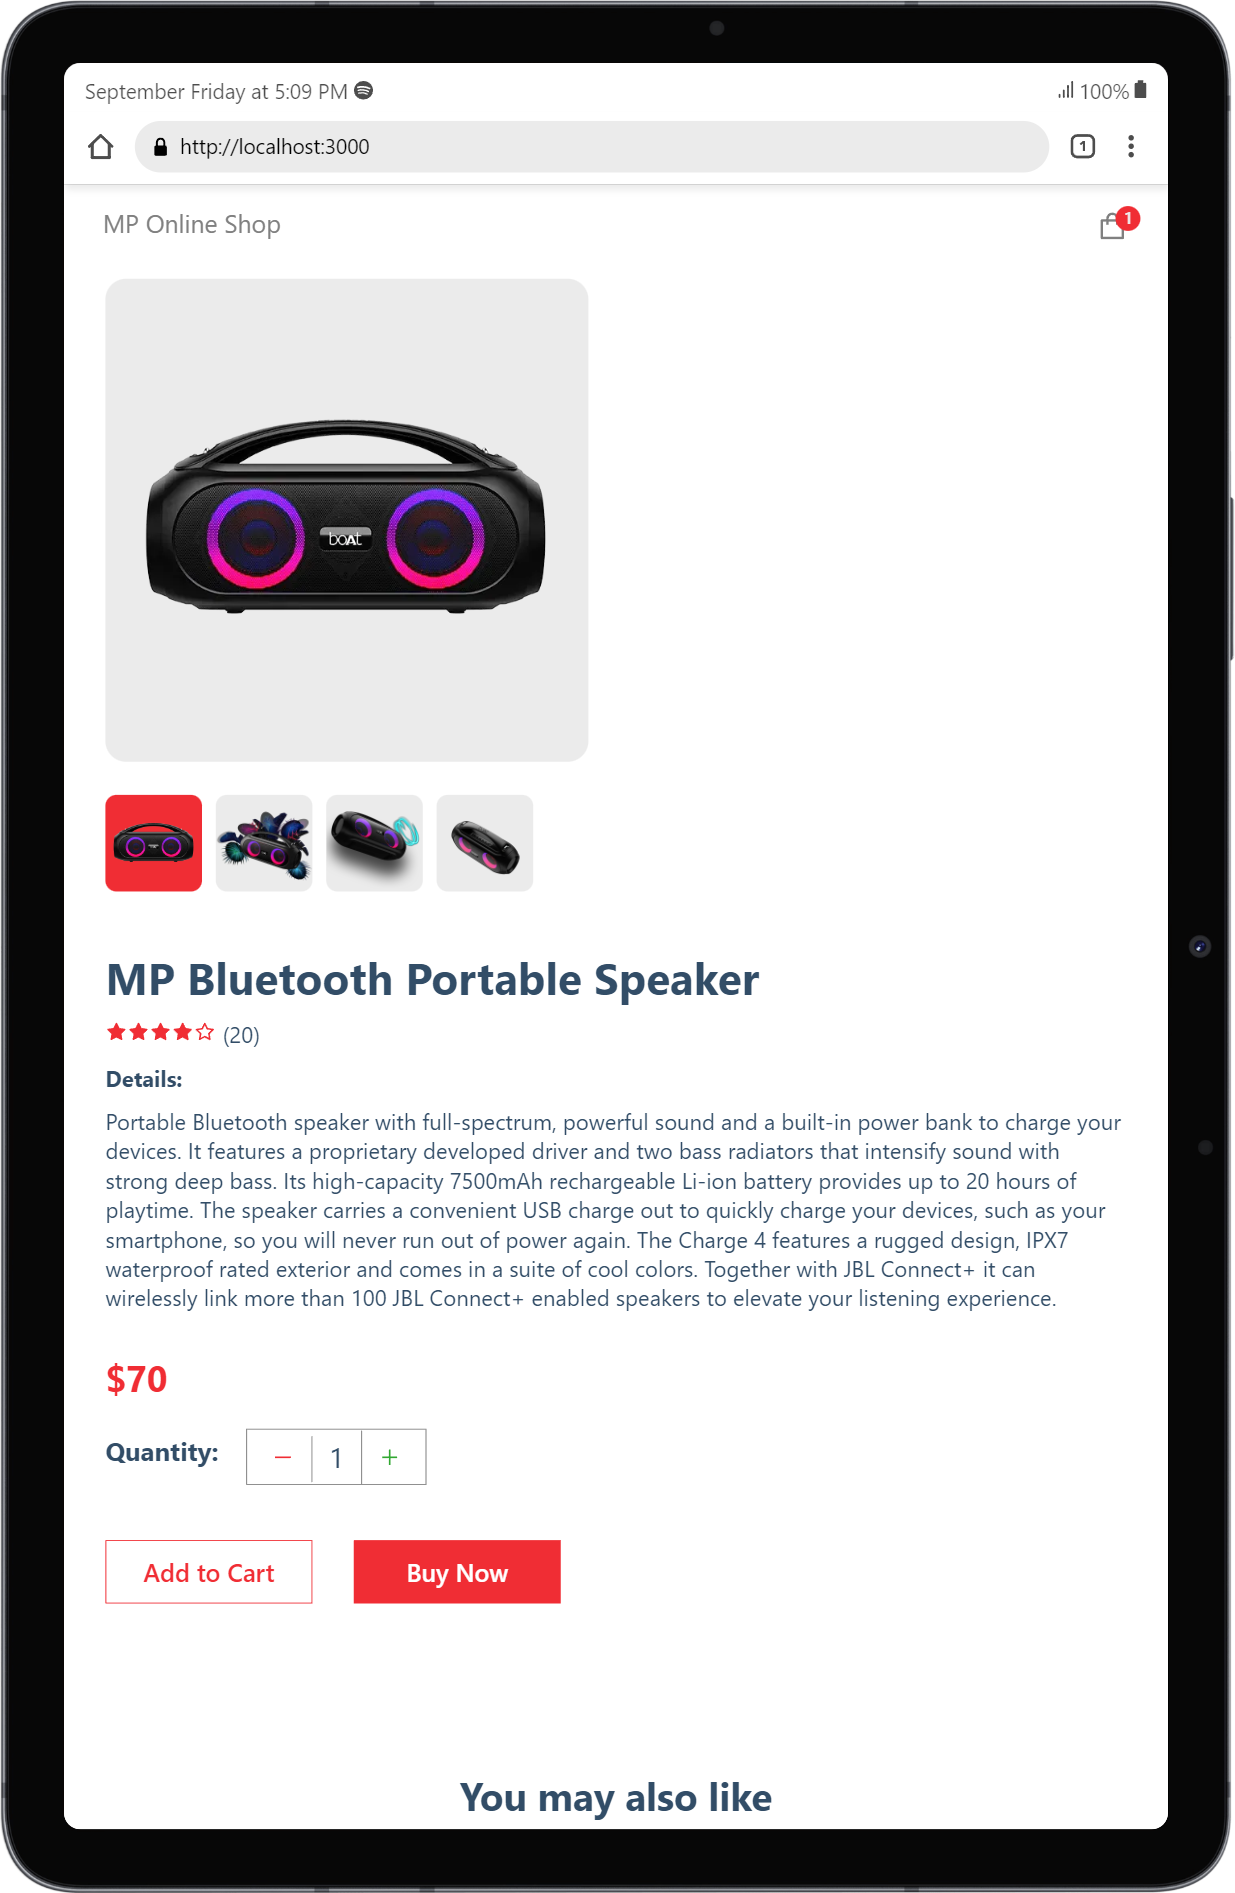 September Friday at 5:09 PM
100%
http://localhost:3000
1
MP Online Shop
1
boAt
MP Bluetooth Portable Speaker
(20)
Details:
Portable Bluetooth speaker with full-spectrum, powerful sound and a built-in power bank to charge your
devices. It features a proprietary developed driver and two bass radiators that intensify sound with
strong deep bass. Its high-capacity 7500mAh rechargeable Li-ion battery provides up to 20 hours of
playtime. The speaker carries a convenient USB charge out to quickly charge your devices, such as your
smartphone, so you will never run out of power again. The Charge 4 features a rugged design, IPX7
waterproof rated exterior and comes in a suite of cool colors. Together with JBL Connect+ it can
wirelessly link more than 100 JBL Connect+ enabled speakers to elevate your listening experience.
$70
Quantity:
− 1 +
Add to Cart
Buy Now
You may also like